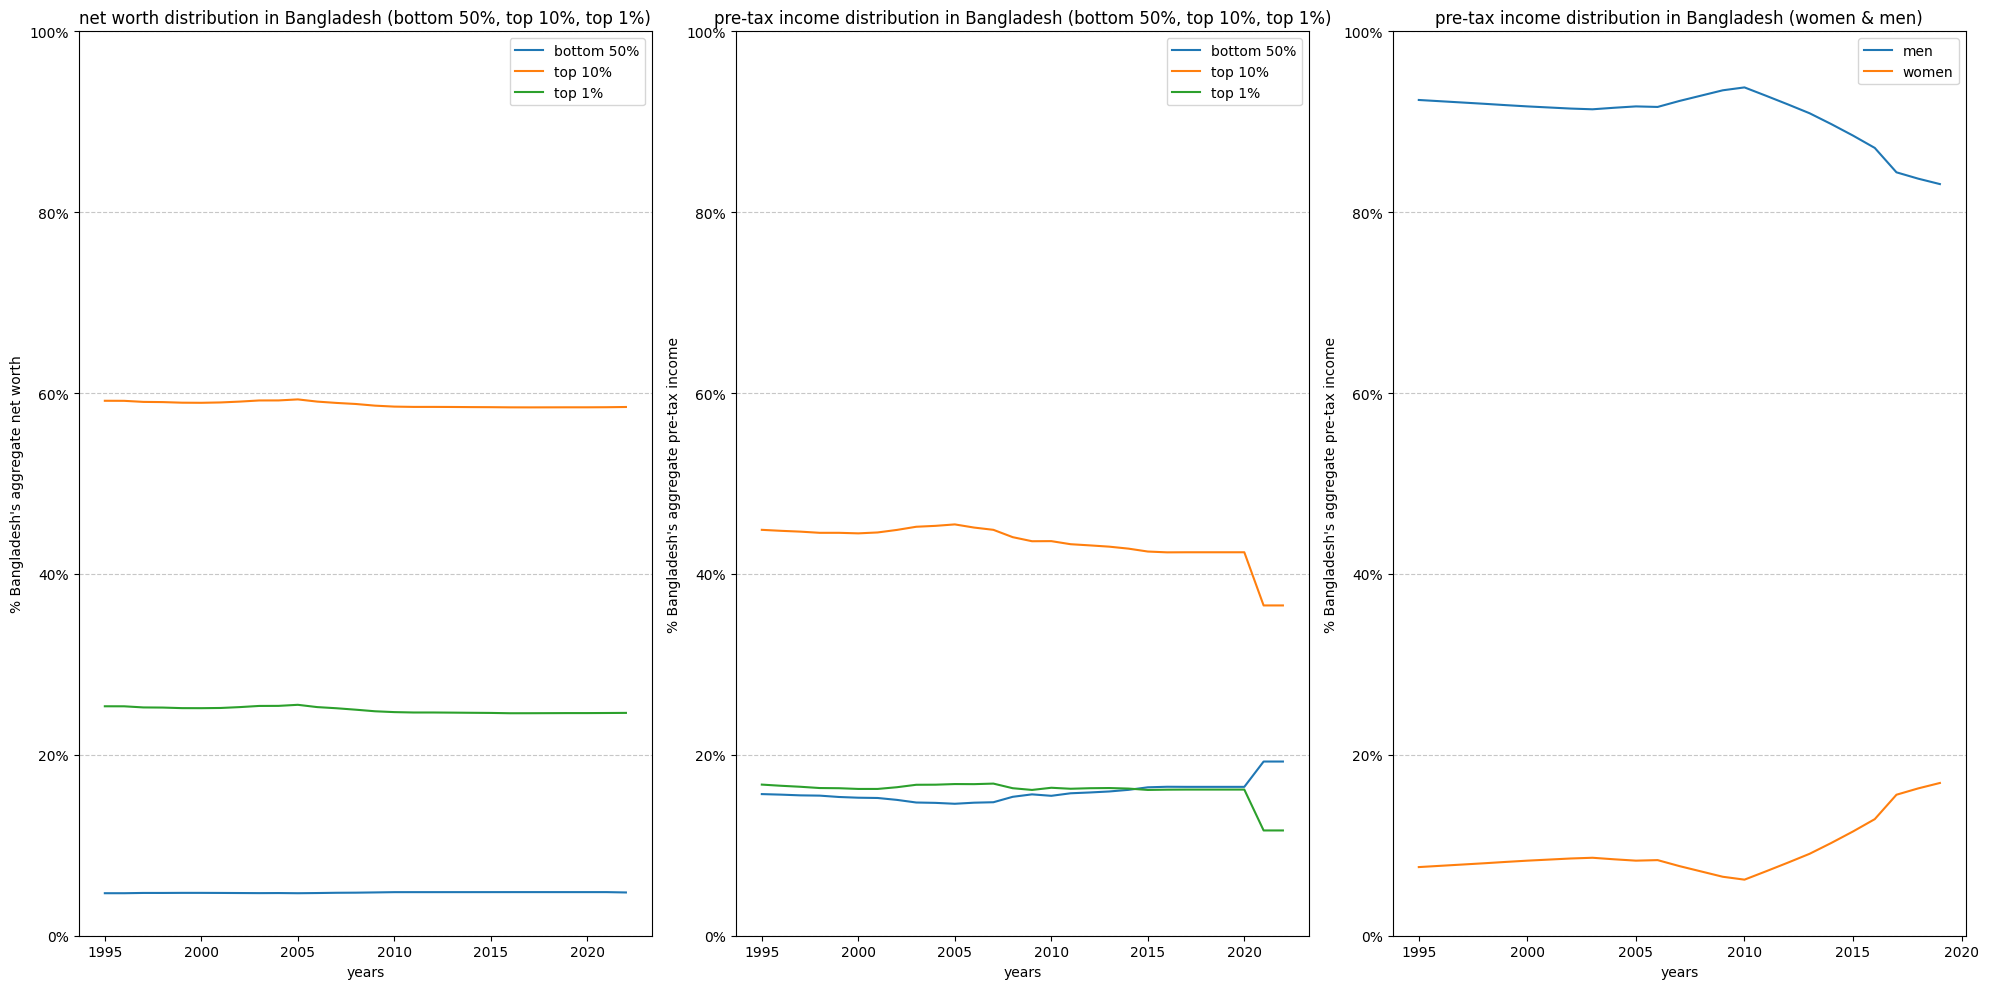 net worth distribution in Bangladesh (bottom 50%, top 10%, top 1%)
100%
80%
60%
40%
20%
0%
% Bangladesh's aggregate net worth
bottom 50%
top 10%
top 1%
1995 2000 2005 2010 2015 2020
years
pre-tax income distribution in Bangladesh (bottom 50%, top 10%, top 1%)
100%
80%
60%
40%
20%
0%
% Bangladesh's aggregate pre-tax income
bottom 50%
top 10%
top 1%
1995 2000 2005 2010 2015 2020
years
pre-tax income distribution in Bangladesh (women & men)
100%
80%
60%
40%
20%
0%
% Bangladesh's aggregate pre-tax income
men
women
1995 2000 2005 2010 2015 2020
years